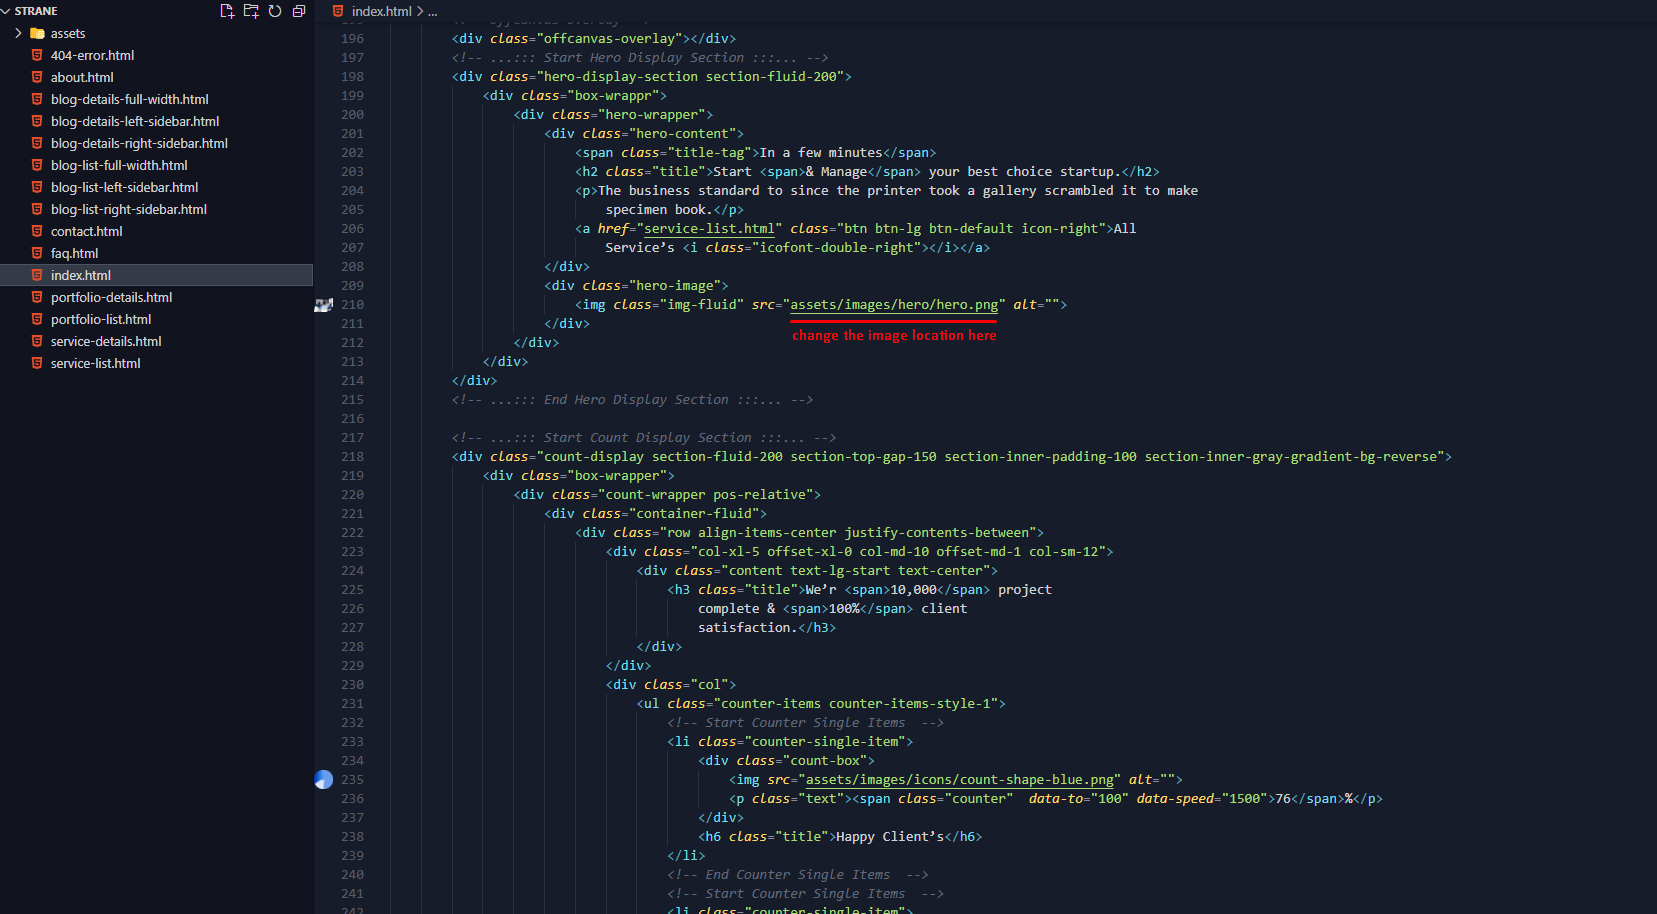 STRANE
assets
404-error.html
about.html
blog-details-full-width.html
blog-details-left-sidebar.html
blog-details-right-sidebar.html
blog-list-full-width.html
blog-list-left-sidebar.html
blog-list-right-sidebar.html
contact.html
faq.html
index.html
portfolio-details.html
portfolio-list.html
service-details.html
service-list.html
index.html > ...
196 <div class="offcanvas-overlay"></div>
197 <!-- ...::: Start Hero Display Section :::... -->
198 <div class="hero-display-section section-fluid-200">
199 <div class="box-wrappr">
200 <div class="hero-wrapper">
201 <div class="hero-content">
202 <span class="title-tag">In a few minutes</span>
203 <h2 class="title">Start <span>& Manage</span> your best choice startup.</h2>
204 <p>The business standard to since the printer took a gallery scrambled it to make
205 specimen book.</p>
206 <a href="service-list.html" class="btn btn-lg btn-default icon-right">All
207 Service’s <i class="icofont-double-right"></i></a>
208 </div>
209 <div class="hero-image">
210 <img class="img-fluid" src="assets/images/hero/hero.png" alt="">
211 </div>
change the image location here
212 </div>
213 </div>
214 </div>
215 <!-- ...::: End Hero Display Section :::... -->
216
217 <!-- ...::: Start Count Display Section :::... -->
218 <div class="count-display section-fluid-200 section-top-gap-150 section-inner-padding-100 section-inner-gray-gradient-bg-reverse">
219 <div class="box-wrapper">
220 <div class="count-wrapper pos-relative">
221 <div class="container-fluid">
222 <div class="row align-items-center justify-contents-between">
223 <div class="col-xl-5 offset-xl-0 col-md-10 offset-md-1 col-sm-12">
224 <div class="content text-lg-start text-center">
225 <h3 class="title">We’r <span>10,000</span> project
226 complete & <span>100%</span> client
227 satisfaction.</h3>
228 </div>
229 </div>
230 <div class="col">
231 <ul class="counter-items counter-items-style-1">
232 <!-- Start Counter Single Items  -->
233 <li class="counter-single-item">
234 <div class="count-box">
235 <img src="assets/images/icons/count-shape-blue.png" alt="">
236 <p class="text"><span class="counter"  data-to="100" data-speed="1500">76</span>%</p>
237 </div>
238 <h6 class="title">Happy Client’s</h6>
239 </li>
240 <!-- End Counter Single Items  -->
241 <!-- Start Counter Single Items  -->
242 <li class="counter-single-item">